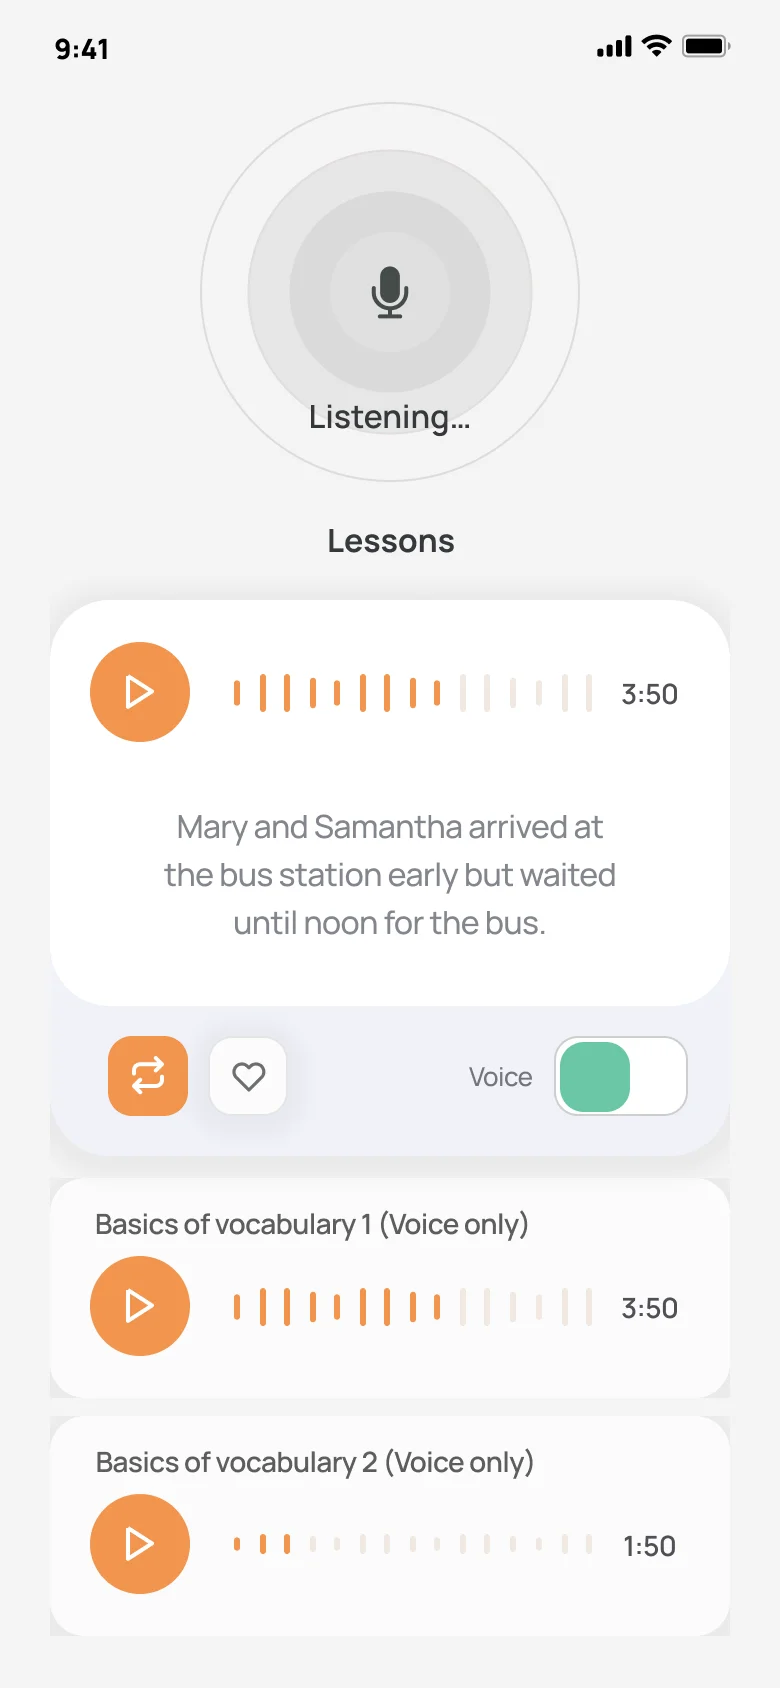 9:41
Listening...
Lessons
3:50
Mary and Samantha arrived at
the bus station early but waited
until noon for the bus.
Voice
Basics of vocabulary 1 (Voice only)
3:50
Basics of vocabulary 2 (Voice only)
1:50